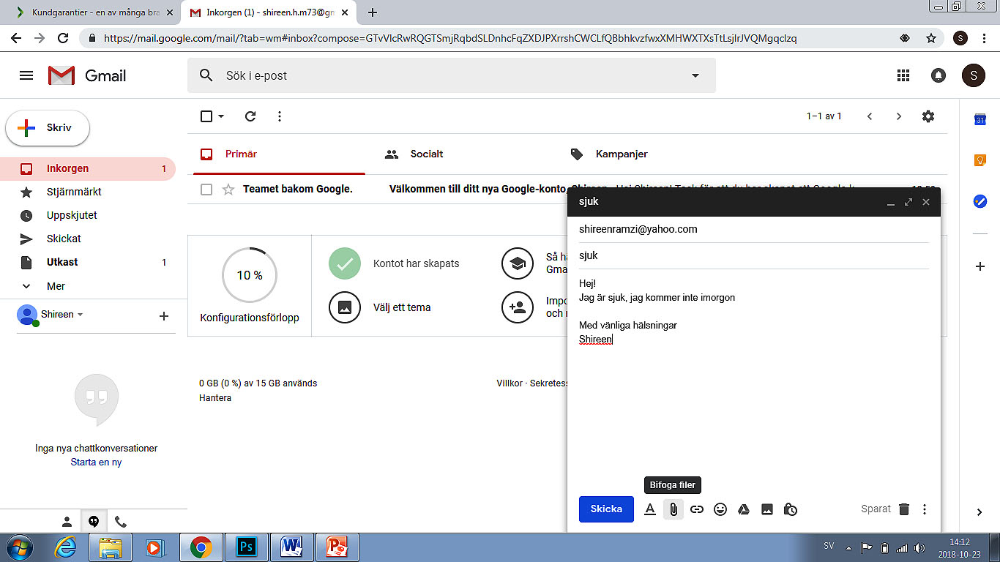 Kundgarantier - en av många bra
Inkorgen (1) - shireen.h.m73@gm
https://mail.google.com/mail/?tab=wm#inbox?compose=GTvVlcRwRQGTSmjRqbdSLDnhcFqZXDJPXrrshCWCLfQBbhkvzfwxXMHWXTXsTtLsjlrJVQMgqclzq
S
Gmail
Sök i e-post
S
Skriv
1–1 av 1
31
Primär
Socialt
Kampanjer
Inkorgen 1
Stjärnmärkt
Uppskjutet
Skickat
Utkast 1
Mer
Shireen
Teamet bakom Google.
Välkommen till ditt nya Google-konto, Shireen - Hej Shireen! Tack för att du har skapat ett Google-k
10 %
Konfigurationsförlopp
Kontot har skapats
Välj ett tema
Så hä
Gma
Impo
och r
0 GB (0 %) av 15 GB används
Hantera
Villkor · Sekretess
Inga nya chattkonversationer
Starta en ny
sjuk
shireenramzi@yahoo.com
sjuk
Hej!
Jag är sjuk, jag kommer inte imorgon
Med vänliga hälsningar
Shireen
Bifoga filer
Skicka
Sparat
Ps
W
P
SV
14:12
2018-10-23